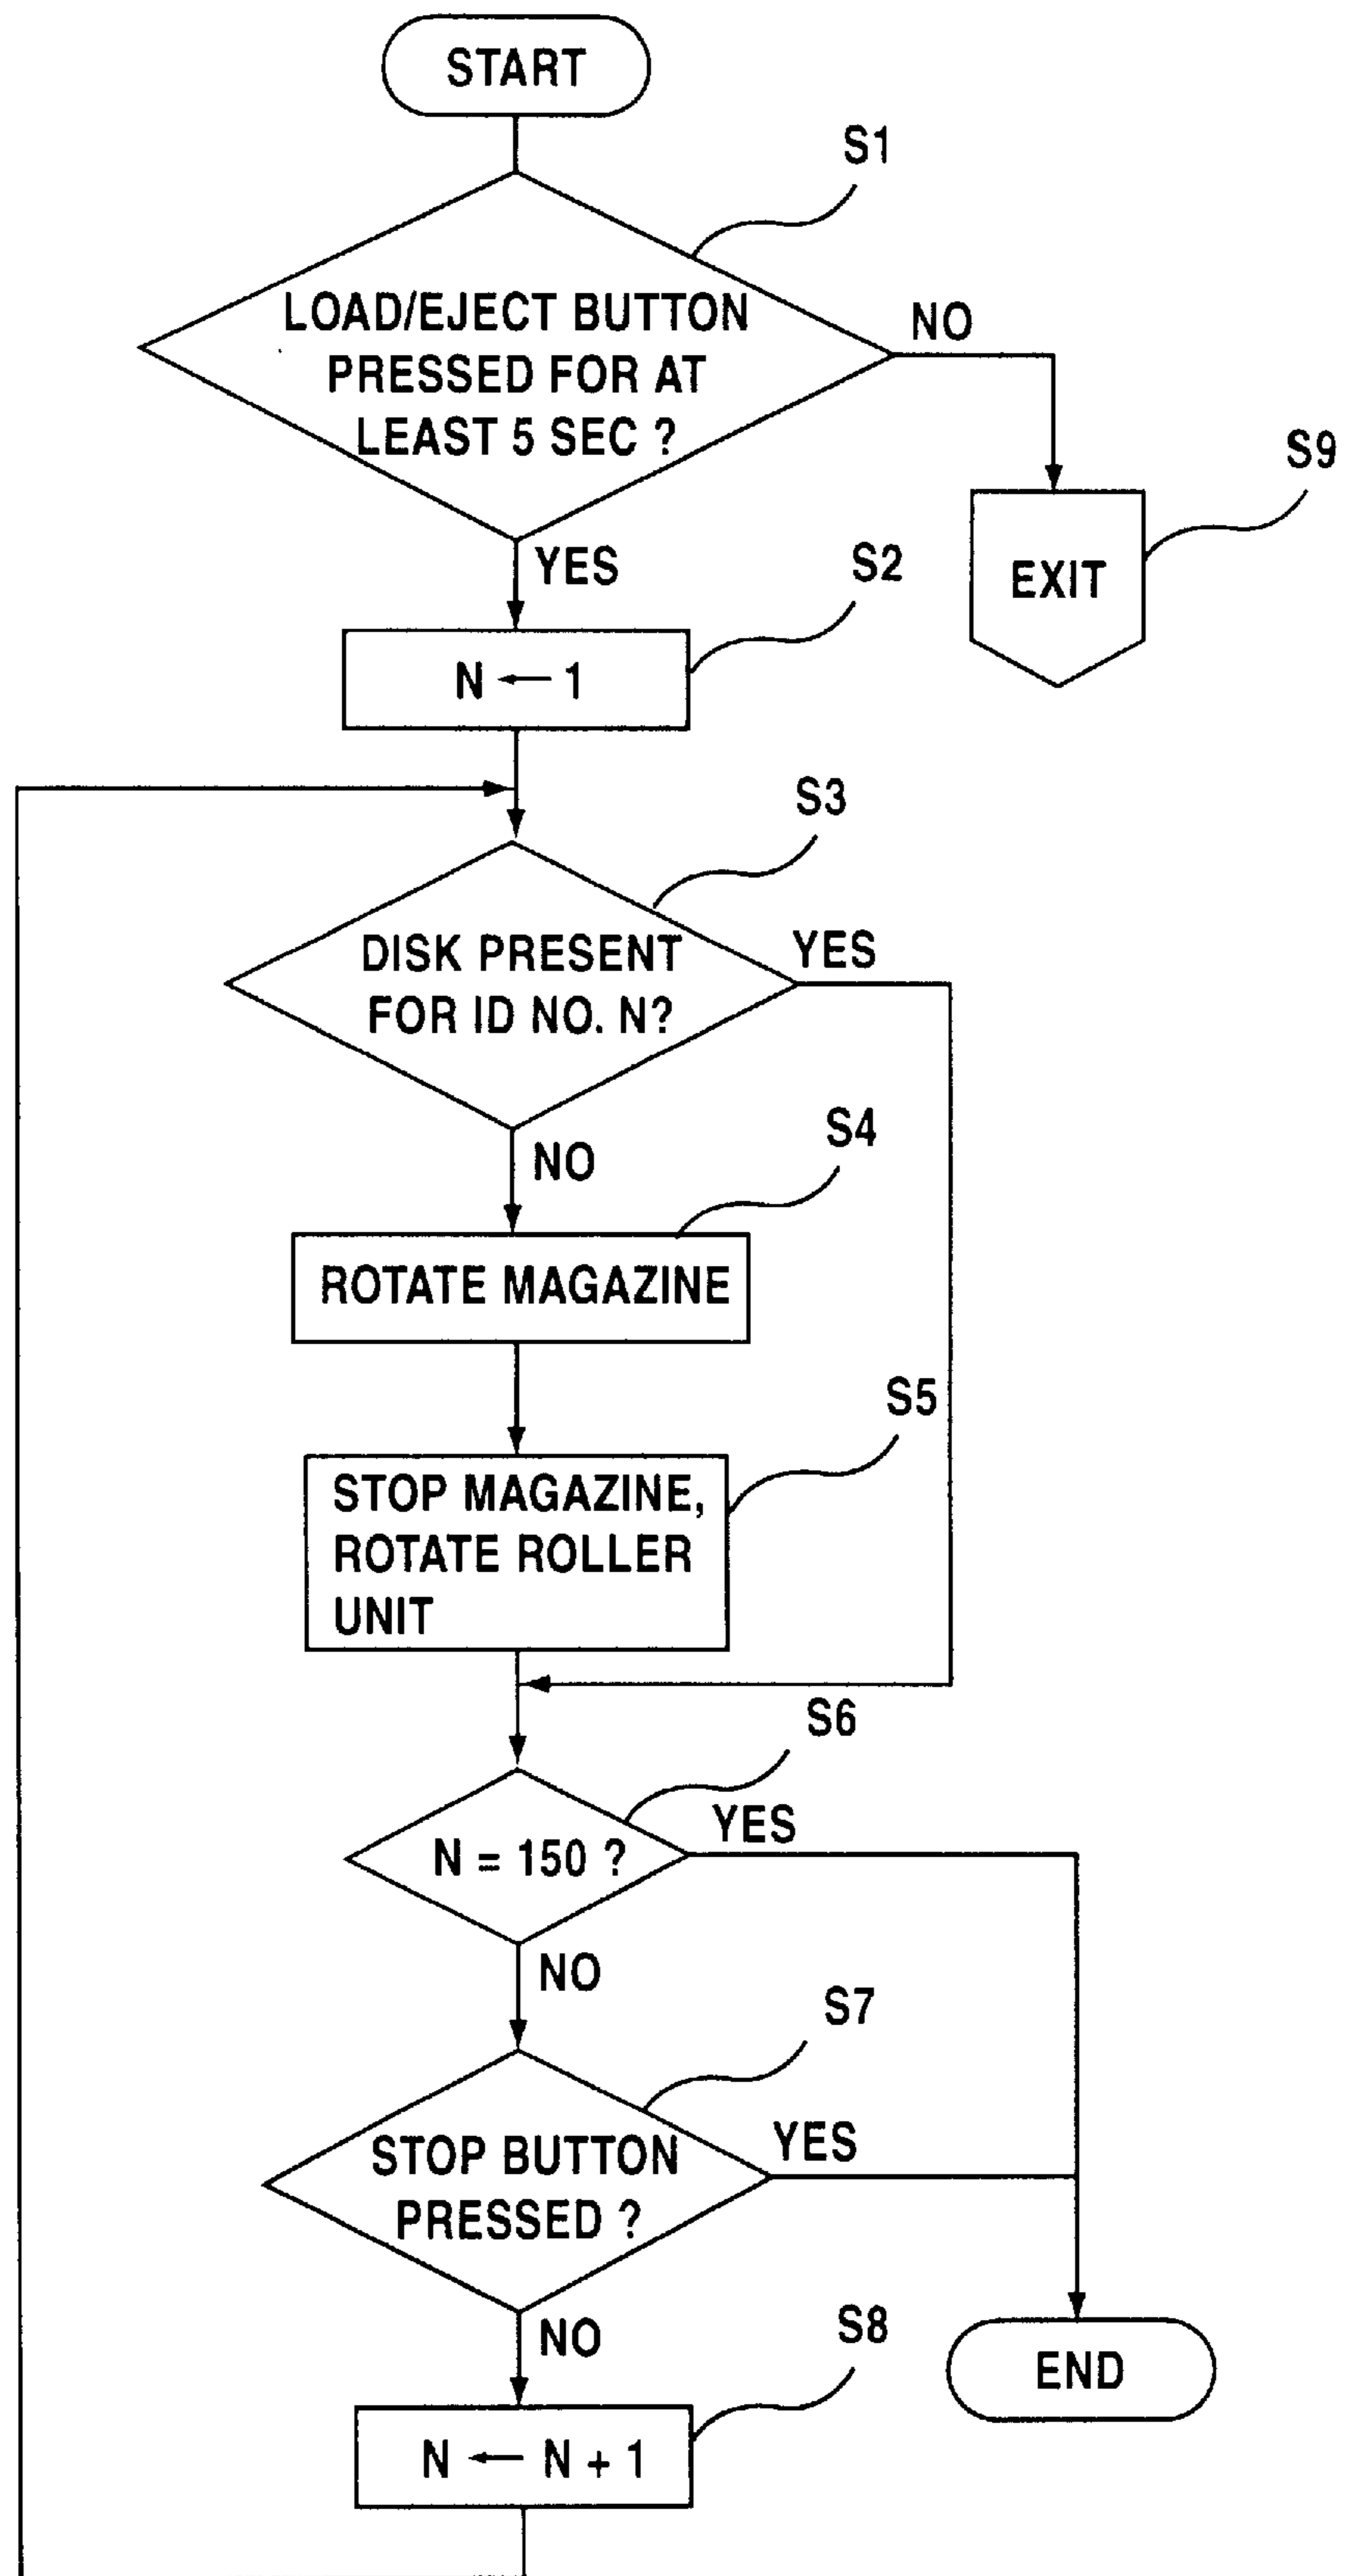 START
S1
LOAD/EJECT BUTTON
PRESSED FOR AT
LEAST 5 SEC ?
NO
S9
EXIT
YES
S2
N ← 1
S3
DISK PRESENT
FOR ID NO. N?
YES
NO
S4
ROTATE MAGAZINE
S5
STOP MAGAZINE,
ROTATE ROLLER
UNIT
S6
N = 150 ?
YES
NO
S7
STOP BUTTON
PRESSED ?
YES
NO
S8
N ← N + 1
END